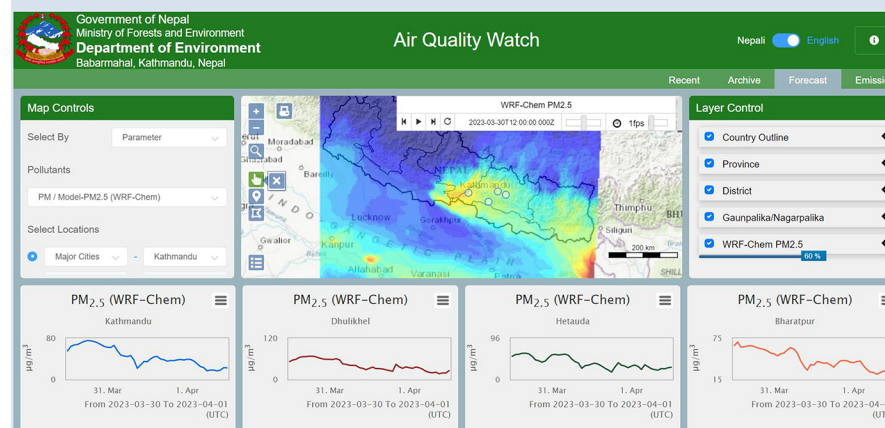 Government of Nepal
Ministry of Forests and Environment
Department of Environment
Babarmahal, Kathmandu, Nepal
Air Quality Watch
Nepali English
Recent Archive Forecast Emissi
Map Controls
Select By Parameter
Pollutants
PM / Model-PM2.5 (WRF-Chem)
Select Locations
Major Cities - Kathmandu
WRF-Chem PM2.5
2023-03-30T12:00:00.000Z 1fps
Moradabad
Bareilly
NEPAL
Kathmandu
Lucknow
Gorakhpur
Gwalior
Kanpur
Allahabad
Varanasi
Patna
Thimphu
BHU
Siliguri
200 km
SHILL
Layer Control
Country Outline
Province
District
Gaunpalika/Nagarpalika
WRF-Chem PM2.5
60 %
PM2.5 (WRF-Chem)
Kathmandu
80
µg/m3
0
31. Mar 1. Apr
From 2023-03-30 To 2023-04-01
(UTC)
PM2.5 (WRF-Chem)
Dhulikhel
120
µg/m3
0
31. Mar 1. Apr
From 2023-03-30 To 2023-04-01
(UTC)
PM2.5 (WRF-Chem)
Hetauda
96
µg/m3
0
31. Mar 1. Apr
From 2023-03-30 To 2023-04-01
(UTC)
PM2.5 (WRF-Chem)
Bharatpur
75
µg/m3
15
31. Mar 1. Apr
From 2023-03-30 To 2023-04-
(UT